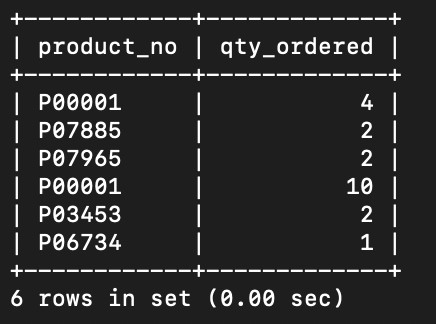 +-------------+-------------+
| product_no | qty_ordered |
+-------------+-------------+
| P00001 | 4 |
| P07885 | 2 |
| P07965 | 2 |
| P00001 | 10 |
| P03453 | 2 |
| P06734 | 1 |
+-------------+-------------+
6 rows in set (0.00 sec)